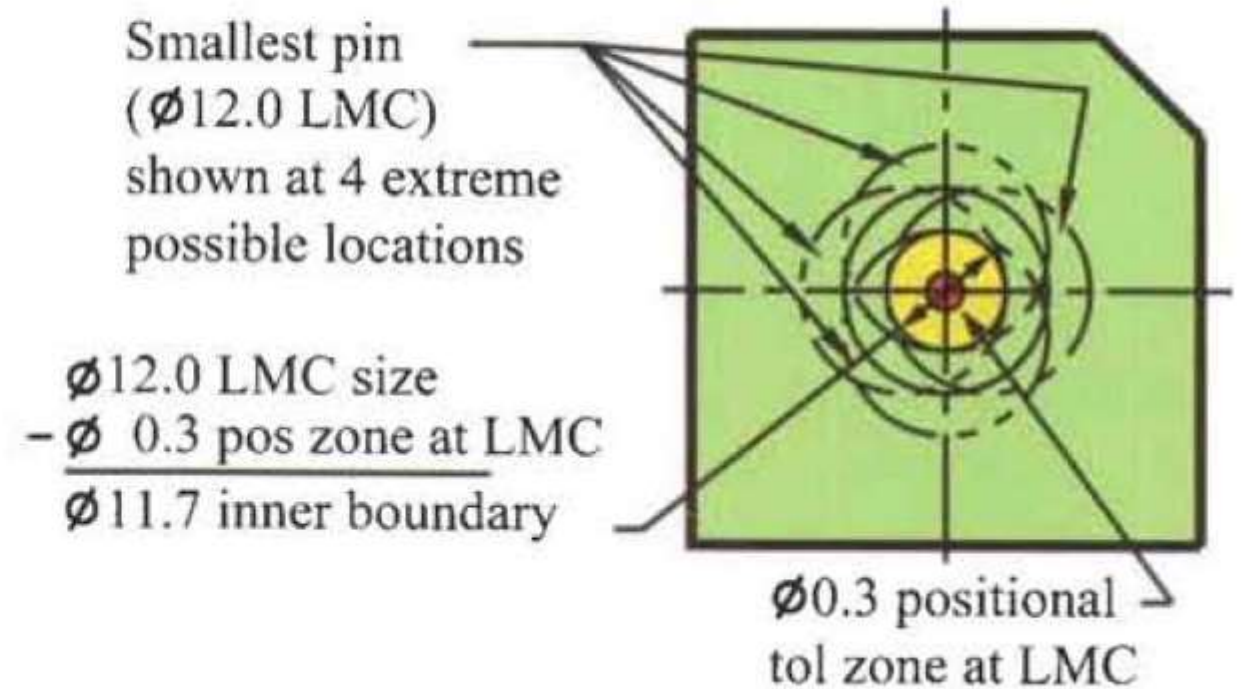 Smallest pin
(Ø12.0 LMC)
shown at 4 extreme
possible locations
Ø12.0 LMC size
– Ø 0.3 pos zone at LMC
Ø11.7 inner boundary
Ø0.3 positional
tol zone at LMC